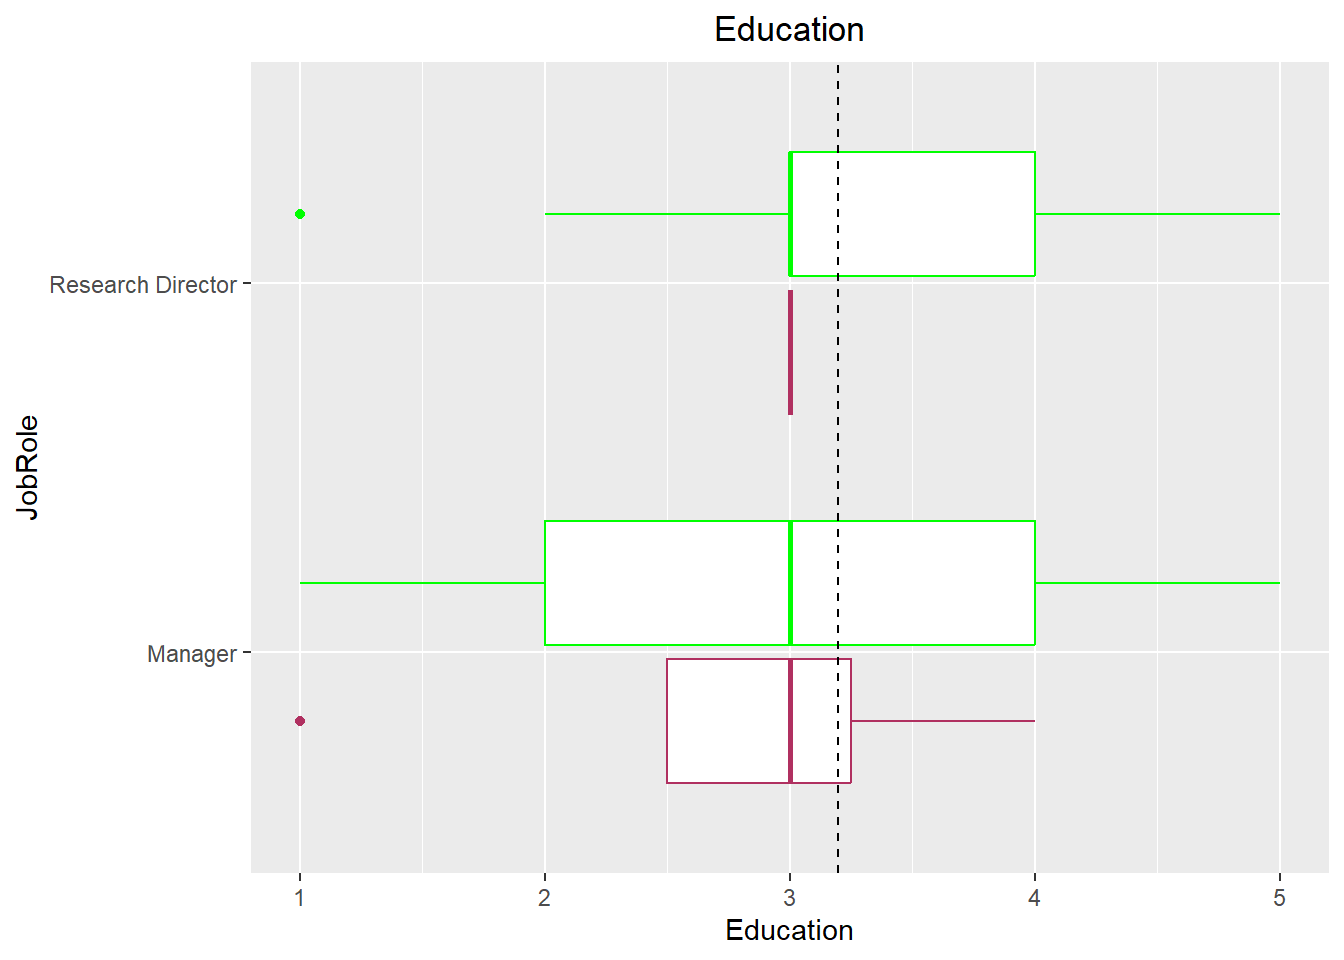 Education
Research Director
JobRole
Manager
1 2 3 4 5
Education